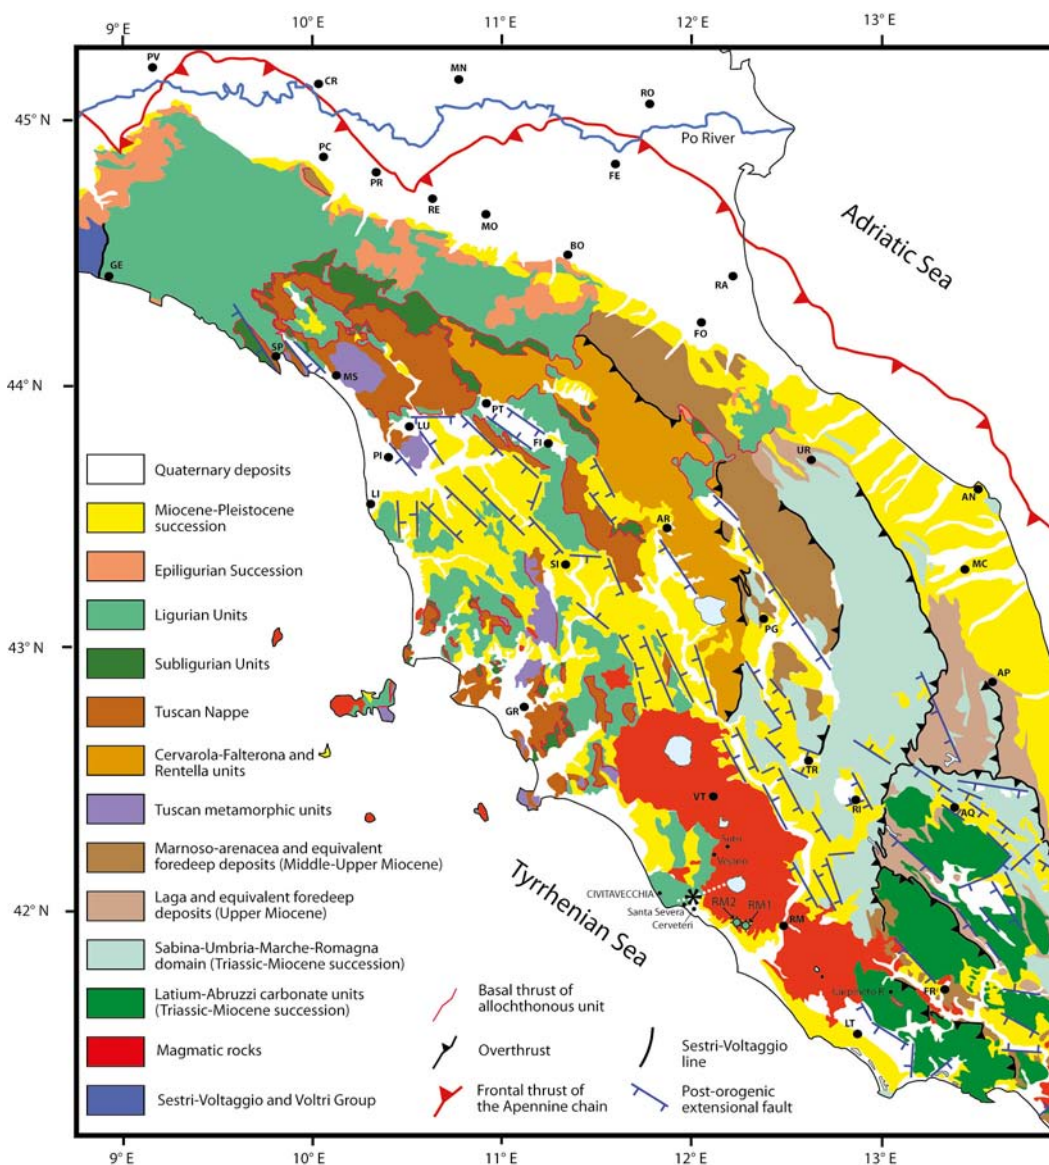 9° E
10° E
11° E
12° E
13° E
PV
CR
MN
RO
45° N
Po River
PC
PR
FE
RE
MO
BO
Adriatic Sea
GE
RA
FO
SP
44° N
MS
PT
LU
FI
UR
PI
AN
LI
AR
MC
SI
PG
43° N
AP
GR
TR
VT
RI
AQ
Sutri
Vejano
Tyrrhenian Sea
CIVITAVECCHIA
42° N
Santa Severa
RM2
RM1
RM
Cerveteri
FR
LT
Quaternary deposits
Miocene-Pleistocene
succession
Epiligurian Succession
Ligurian Units
Subligurian Units
Tuscan Nappe
Cervarola-Falterona and
Rentella units
Tuscan metamorphic units
Marnoso-arenacea and equivalent
foredeep deposits (Middle-Upper Miocene)
Laga and equivalent foredeep
deposits (Upper Miocene)
Sabina-Umbria-Marche-Romagna
domain (Triassic-Miocene succession)
Latium-Abruzzi carbonate units
(Triassic-Miocene succession)
Magmatic rocks
Sestri-Voltaggio and Voltri Group
Basal thrust of
allochthonous unit
Overthrust
Sestri-Voltaggio
line
Frontal thrust of
the Apennine chain
Post-orogenic
extensional fault
9° E
10° E
11° E
12° E
13° E